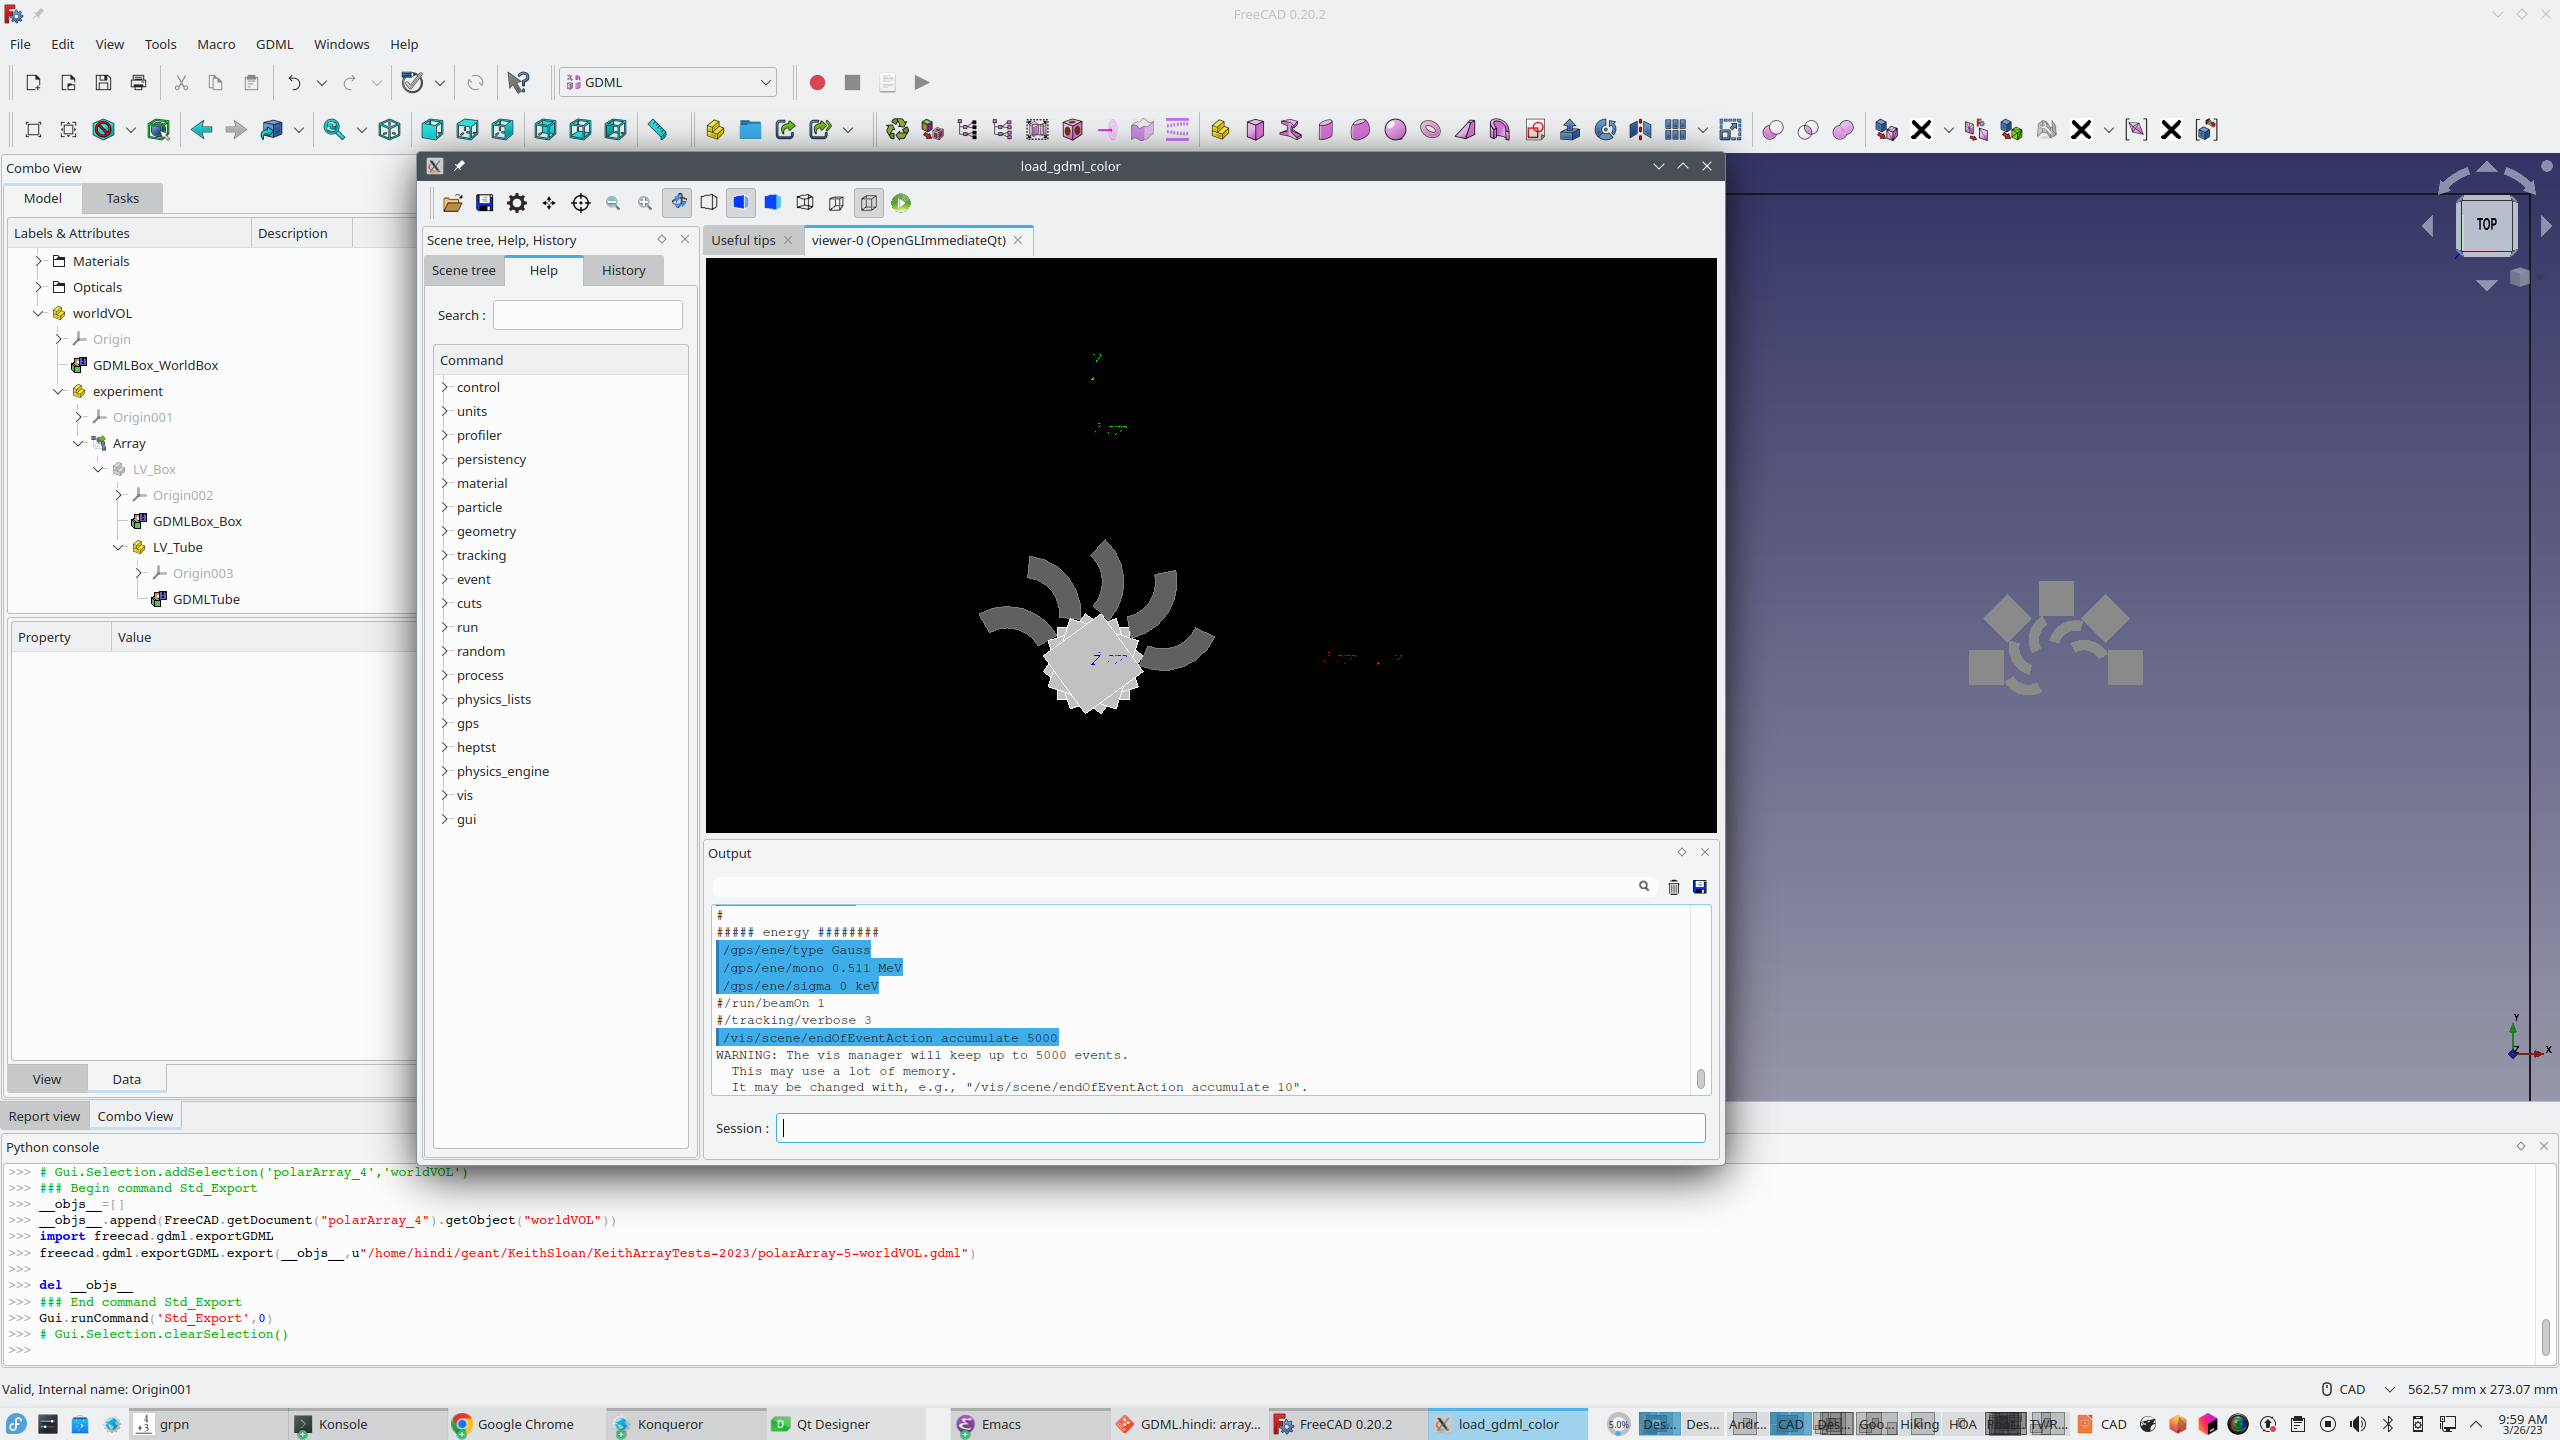 FreeCAD 0.20.2
File Edit View Tools Macro GDML Windows Help
GDML
Combo View
Model Tasks
Labels & Attributes Description
Materials
Opticals
worldVOL
Origin
GDMLBox_WorldBox
experiment
Origin001
Array
LV_Box
Origin002
GDMLBox_Box
LV_Tube
Origin003
GDMLTube
Property Value
View Data
Report view Combo View
load_gdml_color
Scene tree, Help, History
Scene tree Help History
Search :
Command
control
units
profiler
persistency
material
particle
geometry
tracking
event
cuts
run
random
process
physics_lists
gps
heptst
physics_engine
vis
gui
Useful tips viewer-0 (OpenGLImmediateQt)
Output
#
##### energy ########
/gps/ene/type Gauss
/gps/ene/mono 0.511 MeV
/gps/ene/sigma 0 keV
#/run/beamOn 1
#/tracking/verbose 3
/vis/scene/endOfEventAction accumulate 5000
WARNING: The vis manager will keep up to 5000 events.
This may use a lot of memory.
It may be changed with, e.g., "/vis/scene/endOfEventAction accumulate 10".
Session :
TOP
Y
Z
X
Python console
>>> # Gui.Selection.addSelection('polarArray_4','worldVOL')
>>> ### Begin command Std_Export
>>> __objs__=[]
>>> __objs__.append(FreeCAD.getDocument("polarArray_4").getObject("worldVOL"))
>>> import freecad.gdml.exportGDML
>>> freecad.gdml.exportGDML.export(__objs__,u"/home/hindi/geant/KeithSloan/KeithArrayTests-2023/polarArray-5-worldVOL.gdml")
>>>
>>> del __objs__
>>> ### End command Std_Export
>>> Gui.runCommand('Std_Export',0)
>>> # Gui.Selection.clearSelection()
>>>
Valid, Internal name: Origin001
CAD 562.57 mm x 273.07 mm
grpn Konsole Google Chrome Konqueror Qt Designer Emacs GDML.hindi: array... FreeCAD 0.20.2 load_gdml_color 5.0% Des... Des... Andr... CAD Des... Goo... Hiking HOA TV/R... CAD 9:59 AM
3/26/23